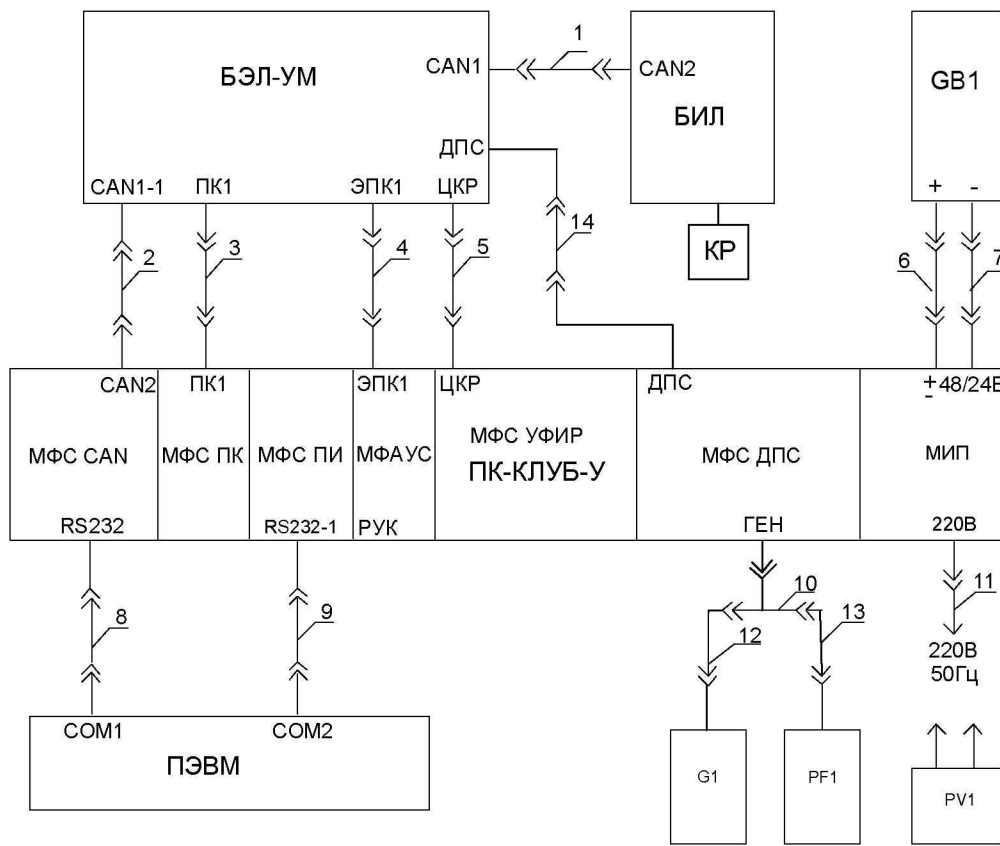 БЭЛ-УМ
CAN1
ДПС
CAN1-1
ПК1
ЭПК1
ЦКР
1
CAN2
БИЛ
КР
GB1
+
-
2
3
4
5
14
6
7
CAN2
МФС CAN
RS232
ПК1
МФС ПК
МФС ПИ
RS232-1
ЭПК1
МФАУС
РУК
ЦКР
МФС УФИР
ПК-КЛУБ-У
ДПС
МФС ДПС
ГЕН
+
-
48/24В
МИП
220В
8
9
10
12
13
11
220В
50Гц
COM1
COM2
ПЭВМ
G1
PF1
PV1